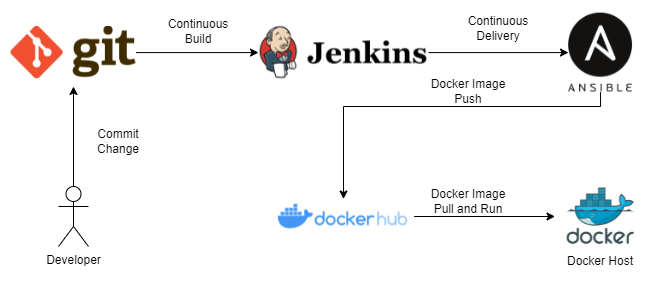 Continuous
Build
Continuous
Delivery
git
Jenkins
ANSIBLE
Docker Image
Push
Commit
Change
dockerhub
Docker Image
Pull and Run
docker
Developer
Docker Host